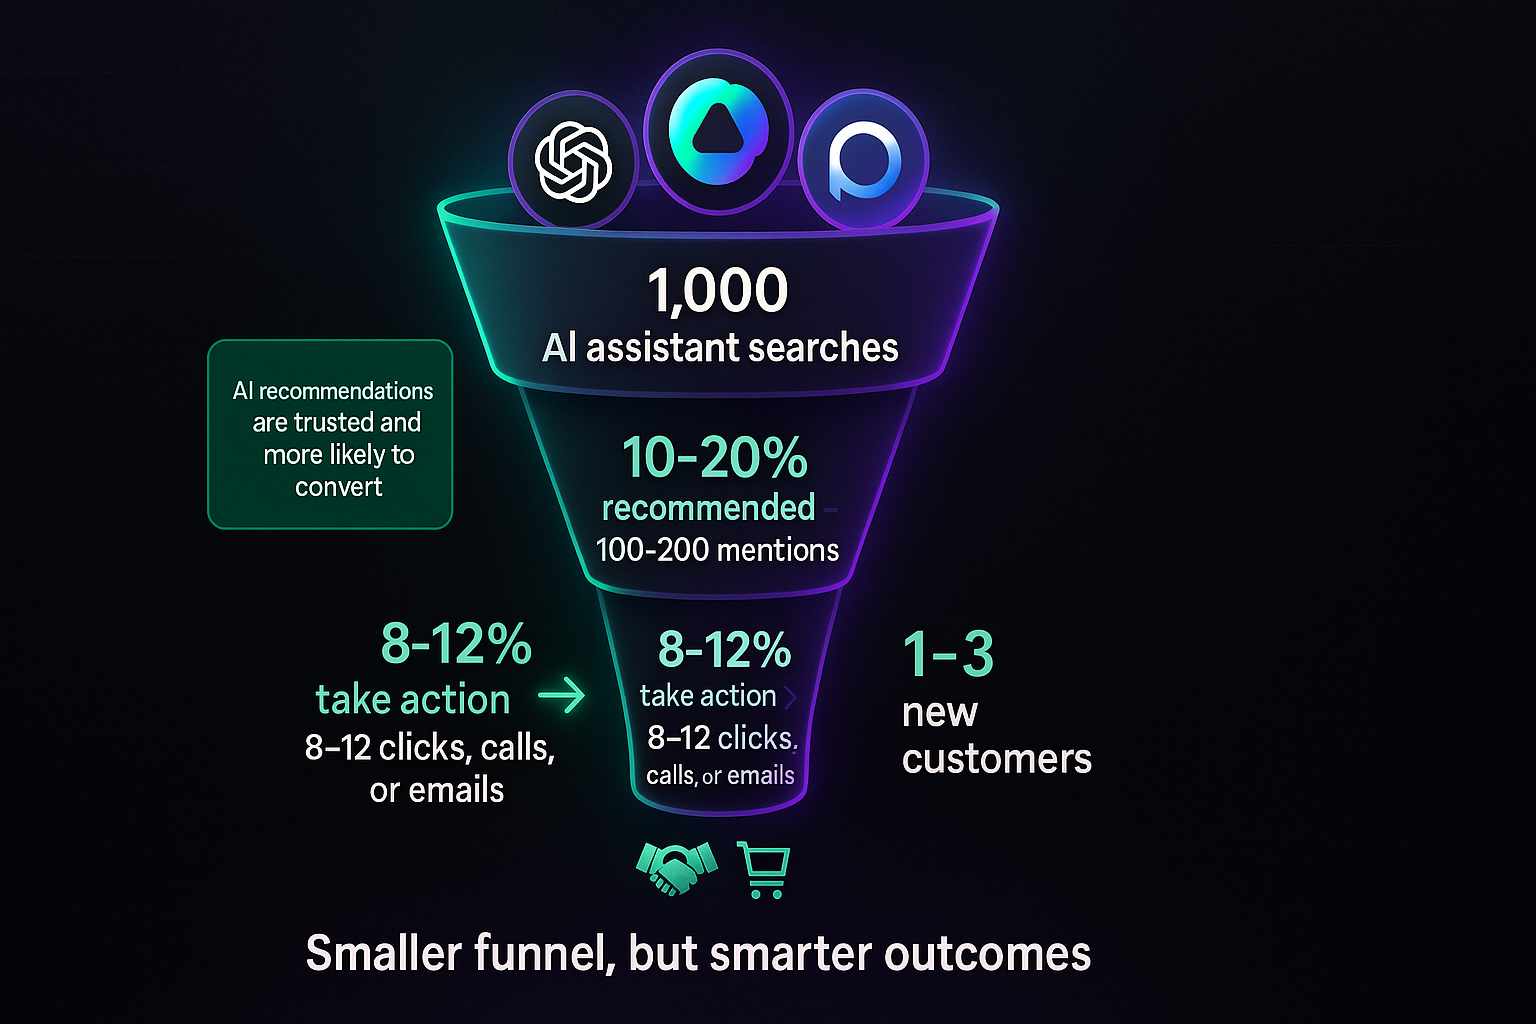 1,000
AI assistant searches
AI recommendations
are trusted and
more likely to
convert
10-20%
recommended –
100-200 mentions
8-12%
take action →
8–12 clicks, calls,
or emails
8-12%
take action >
8–12 clicks,
calls, or emails
1–3
new
customers
Smaller funnel, but smarter outcomes